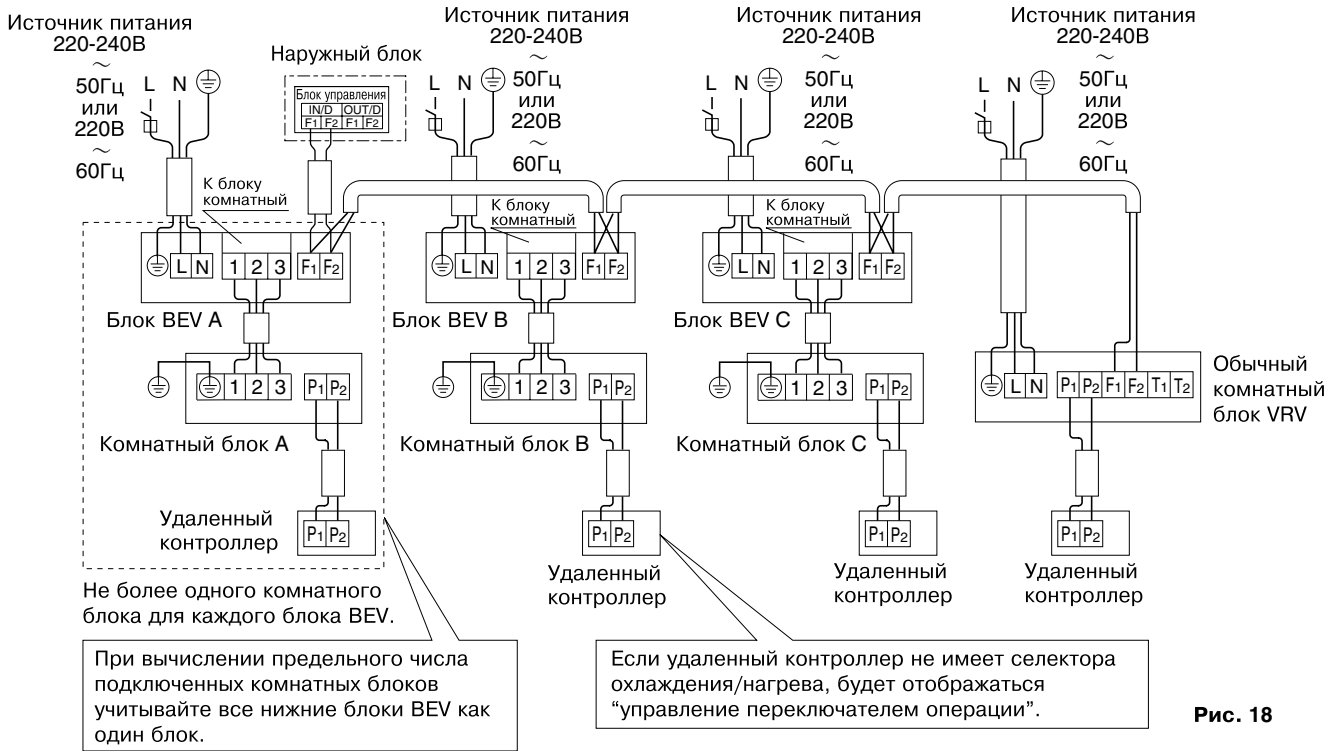 Источник питания
220-240В
~
50Гц
или
220В
~
60Гц
L N
Наружный блок
Блок управления
IN/D OUT/D
F1 F2 F1 F2
Источник питания
220-240В
~
50Гц
или
220В
~
60Гц
L N
Источник питания
220-240В
~
50Гц
или
220В
~
60Гц
L N
Источник питания
220-240В
~
50Гц
или
220В
~
60Гц
L N
К блоку
комнатный
L N 1 2 3 F1 F2
Блок BEV A
1 2 3 P1 P2
Комнатный блок A
Удаленный
контроллер
P1 P2
К блоку
комнатный
L N 1 2 3 F1 F2
Блок BEV B
1 2 3 P1 P2
Комнатный блок B
P1 P2
Удаленный
контроллер
К блоку
комнатный
L N 1 2 3 F1 F2
Блок BEV C
1 2 3 P1 P2
Комнатный блок C
P1 P2
Удаленный
контроллер
L N P1 P2 F1 F2 T1 T2
Обычный
комнатный
блок VRV
P1 P2
Удаленный
контроллер
Не более одного комнатного
блока для каждого блока BEV.
При вычислении предельного числа
подключенных комнатных блоков
учитывайте все нижние блоки BEV как
один блок.
Если удаленный контроллер не имеет селектора
охлаждения/нагрева, будет отображаться
“управление переключателем операции”.
Рис. 18